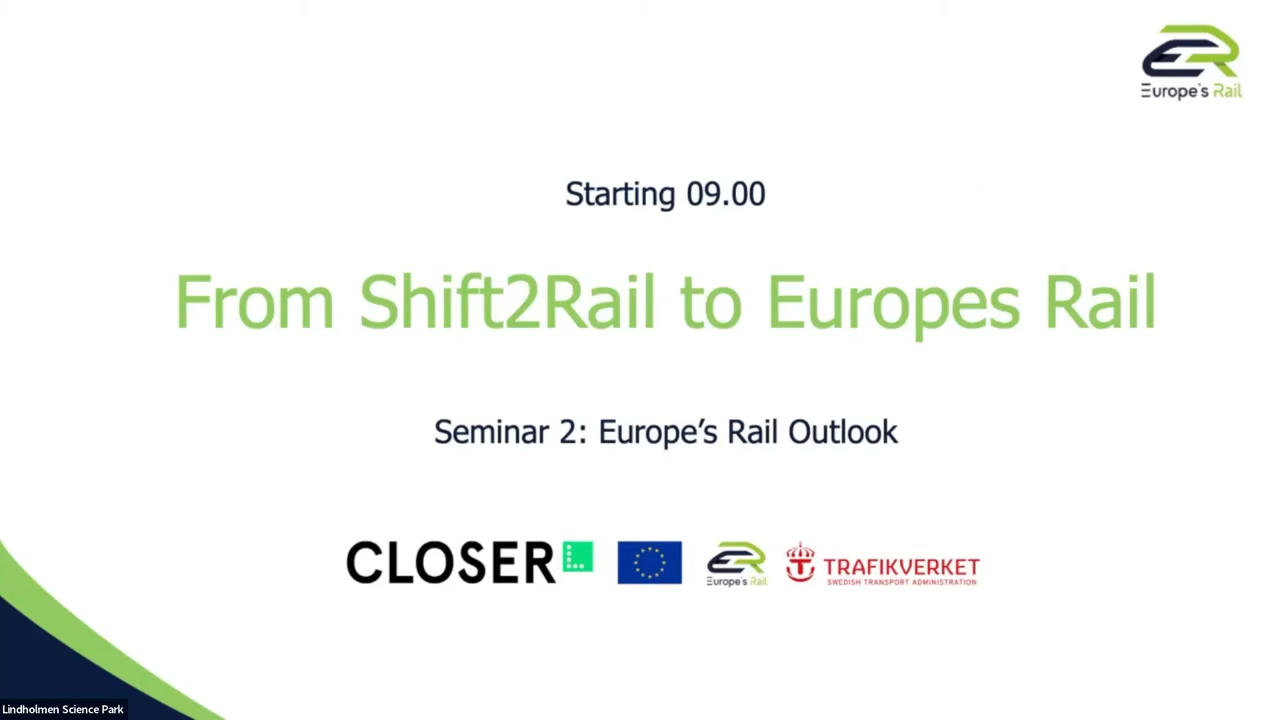 Europe's Rail
Starting 09.00
From Shift2Rail to Europes Rail
Seminar 2: Europe's Rail Outlook
CLOSER
Europe's Rail
TRAFIKVERKET
SWEDISH TRANSPORT ADMINISTRATION
Lindholmen Science Park